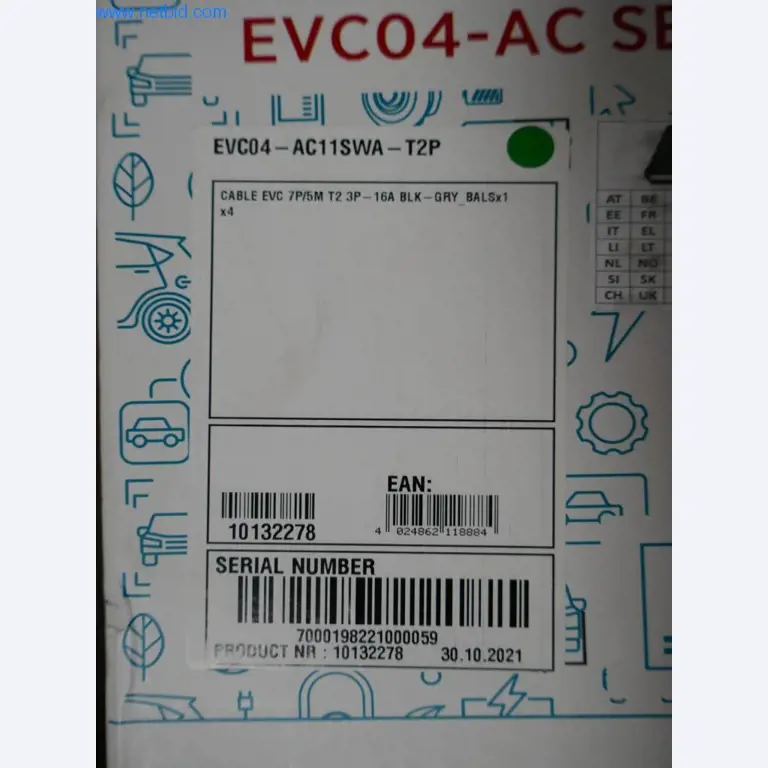 www.netbid.com
EVC04-AC SE
EVC04-AC11SWA-T2P
CABLE EVC 7P/5M T2 3P-16A BLK-GRY_BALSx1
x4
AT BE
EE FR
IT EL
LI LT
NL NO
SI SK
CH UK
EAN:
10132278
4 024862 118884
SERIAL NUMBER
7000198221000059
PRODUCT NR : 10132278 30.10.2021